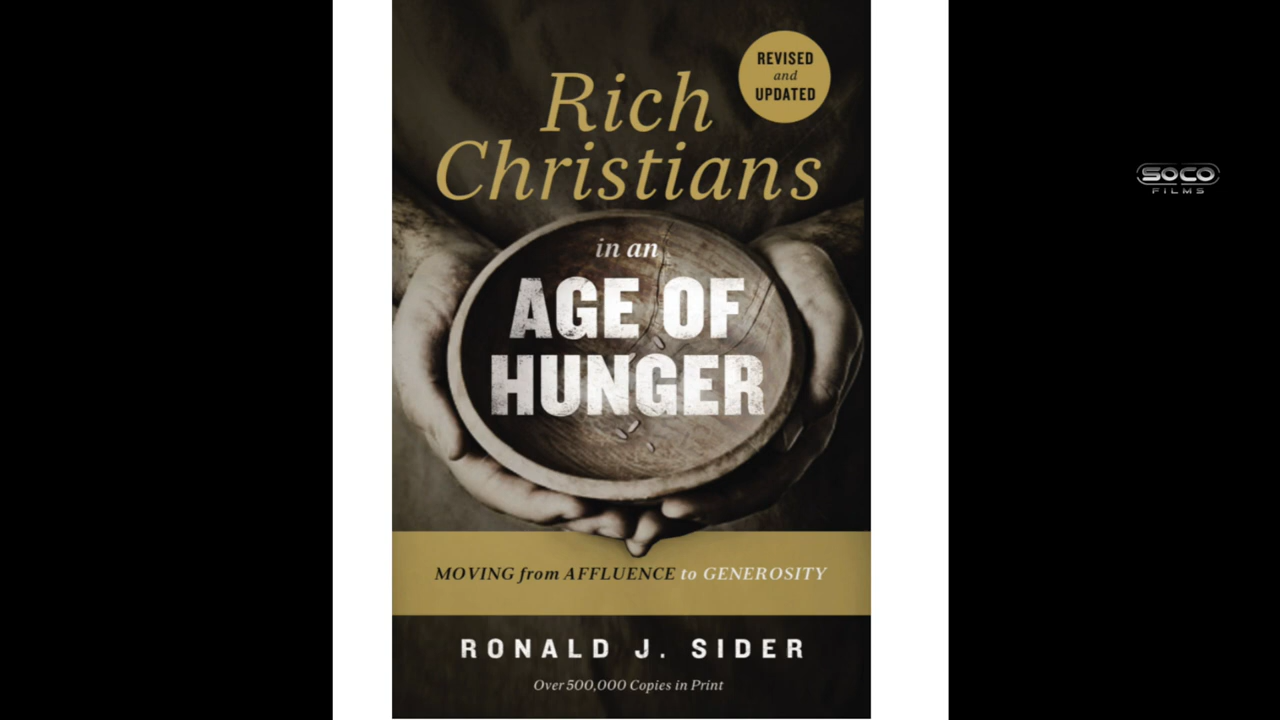 REVISED
and
UPDATED
Rich
Christians
in an
AGE OF
HUNGER
MOVING from AFFLUENCE to GENEROSITY
RONALD J. SIDER
Over 500,000 Copies in Print
SOCO
FILMS